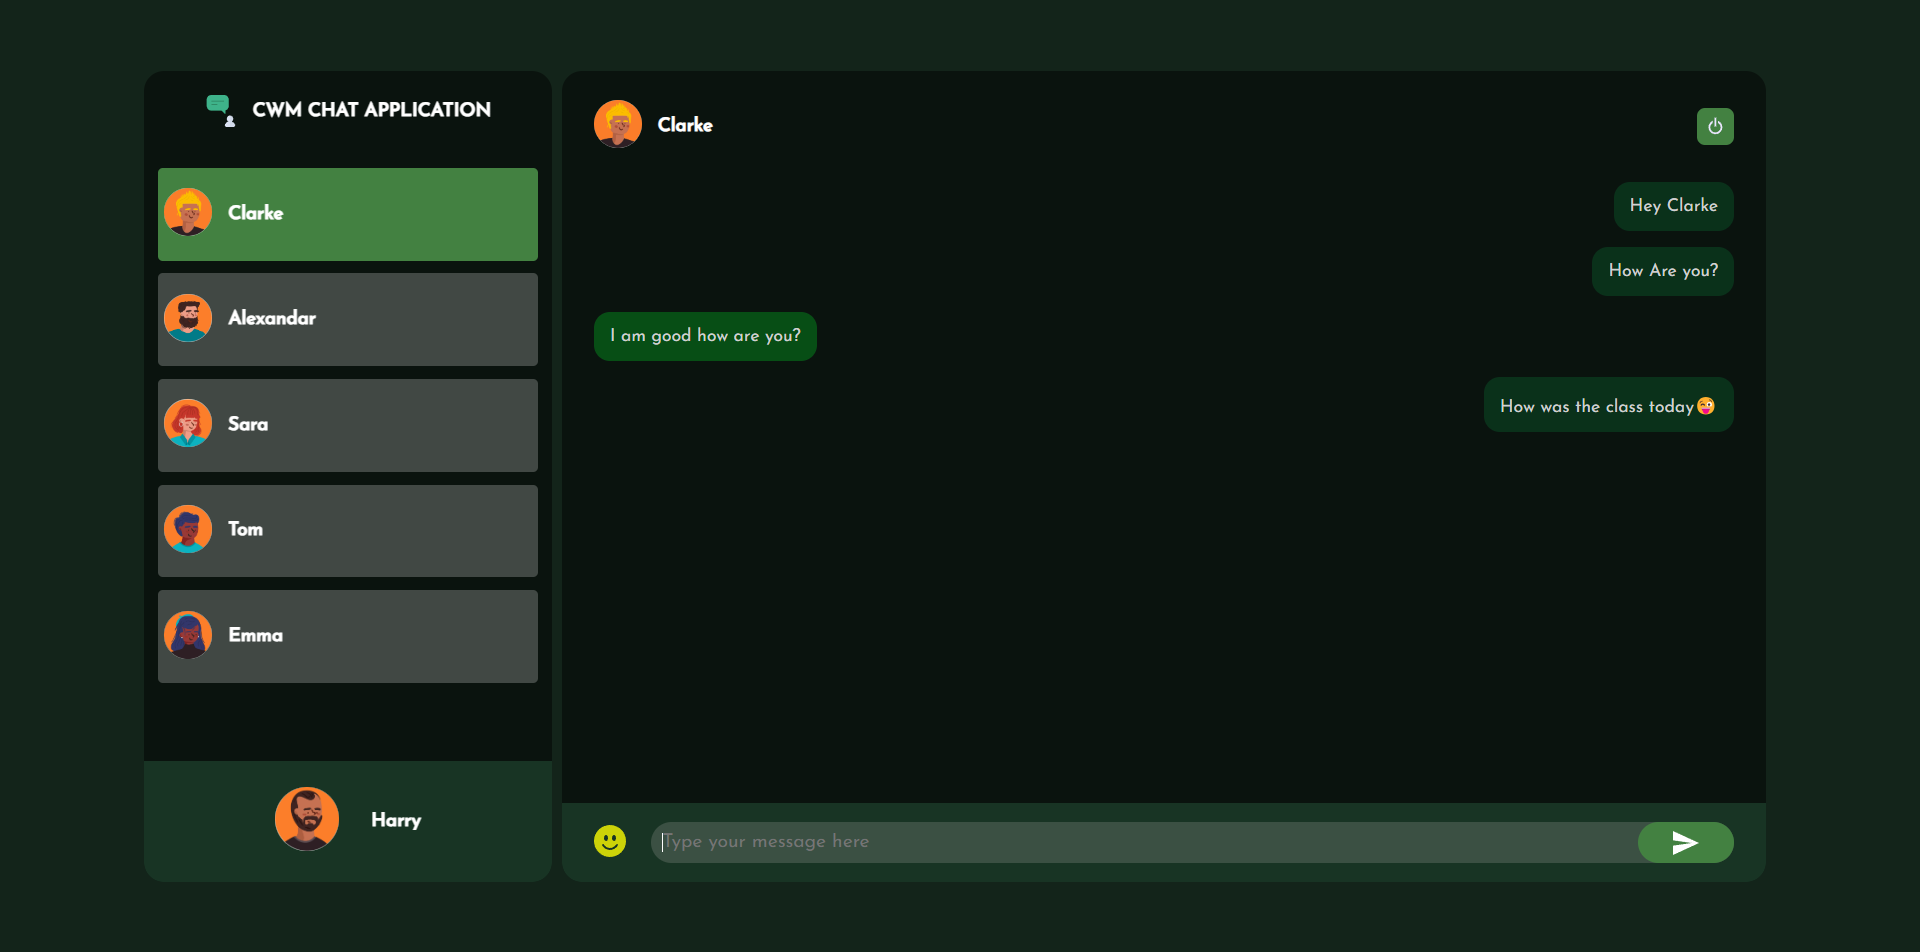 CWM CHAT APPLICATION
Clarke
Alexandar
Sara
Tom
Emma
Harry
Clarke
Hey Clarke
How Are you?
I am good how are you?
How was the class today😜
Type your message here